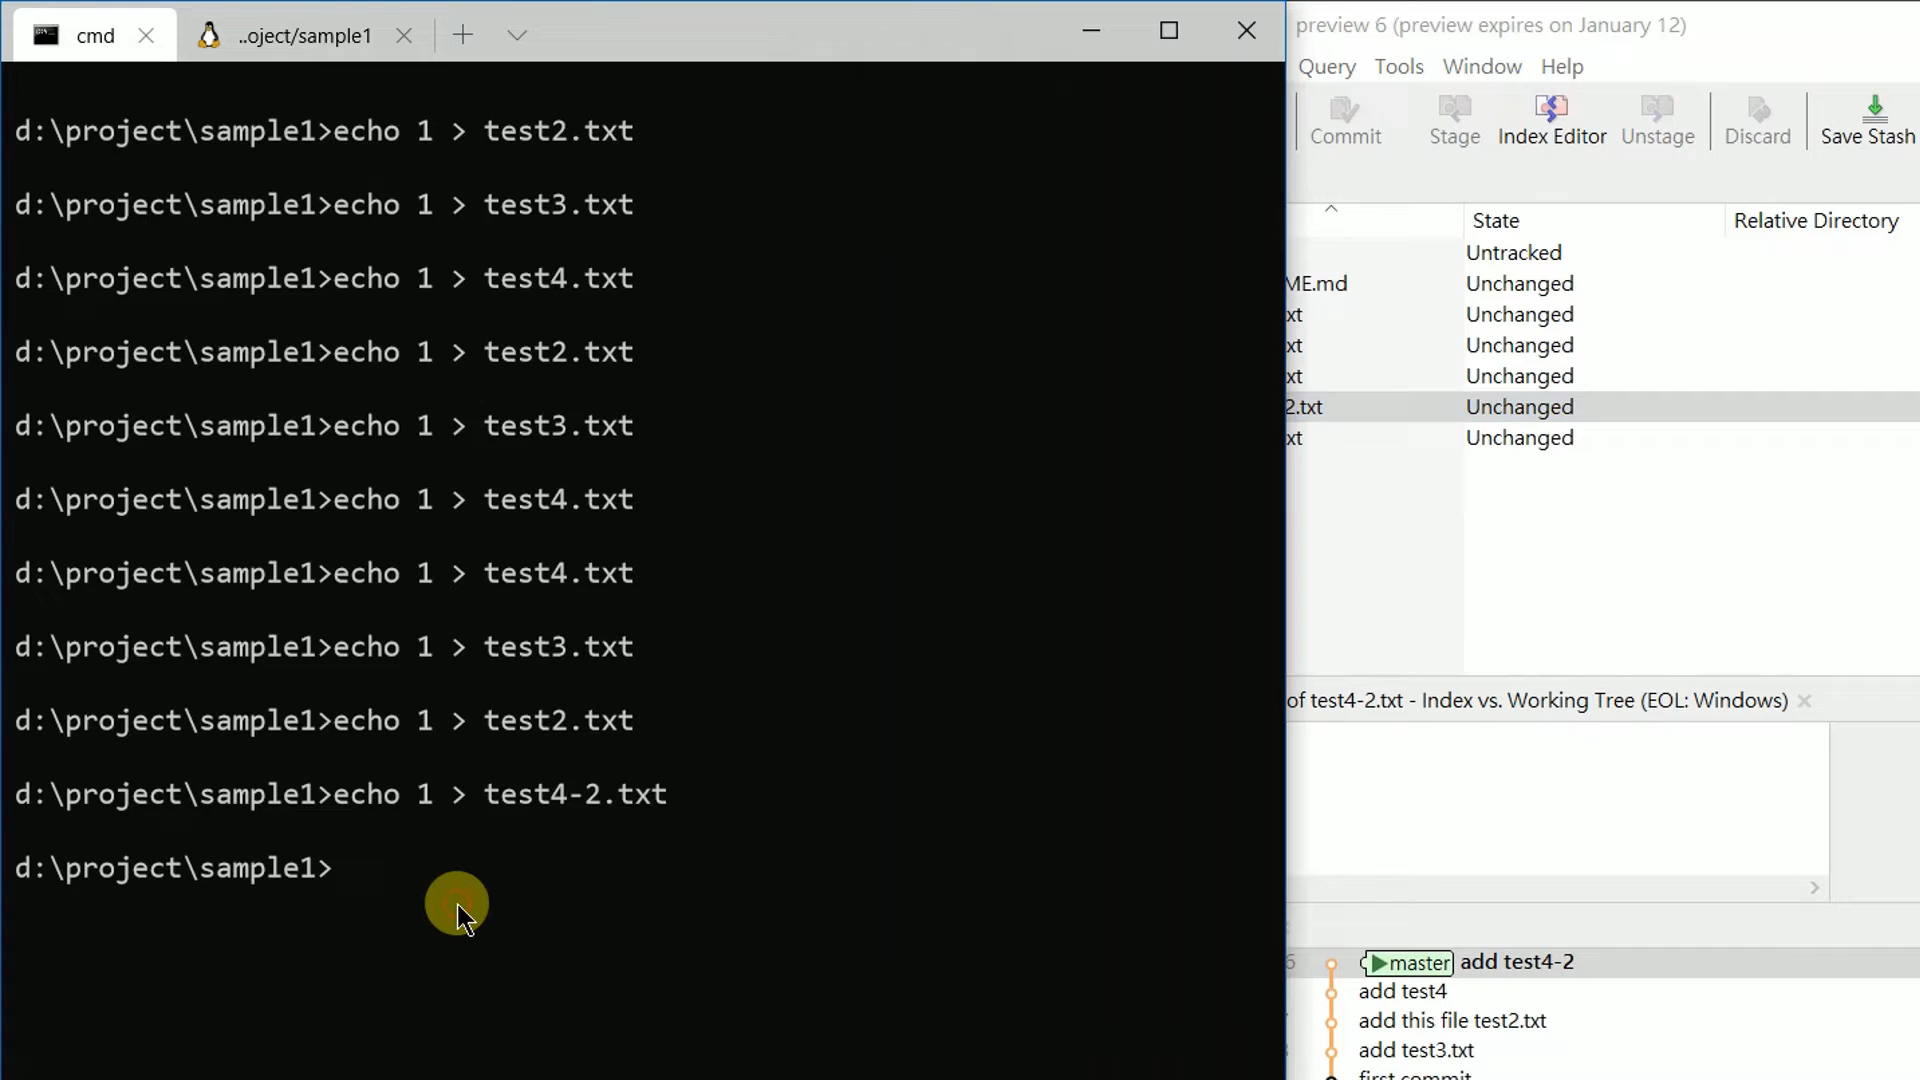 cmd
..oject/sample1
d:\project\sample1>echo 1 > test2.txt
d:\project\sample1>echo 1 > test3.txt
d:\project\sample1>echo 1 > test4.txt
d:\project\sample1>echo 1 > test2.txt
d:\project\sample1>echo 1 > test3.txt
d:\project\sample1>echo 1 > test4.txt
d:\project\sample1>echo 1 > test4.txt
d:\project\sample1>echo 1 > test3.txt
d:\project\sample1>echo 1 > test2.txt
d:\project\sample1>echo 1 > test4-2.txt
d:\project\sample1>
preview 6 (preview expires on January 12)
Query Tools Window Help
Commit Stage Index Editor Unstage Discard Save Stash
State Relative Directory
Untracked
ME.md Unchanged
xt Unchanged
xt Unchanged
xt Unchanged
2.txt Unchanged
xt Unchanged
of test4-2.txt - Index vs. Working Tree (EOL: Windows)
master add test4-2
add test4
add this file test2.txt
add test3.txt
first commit